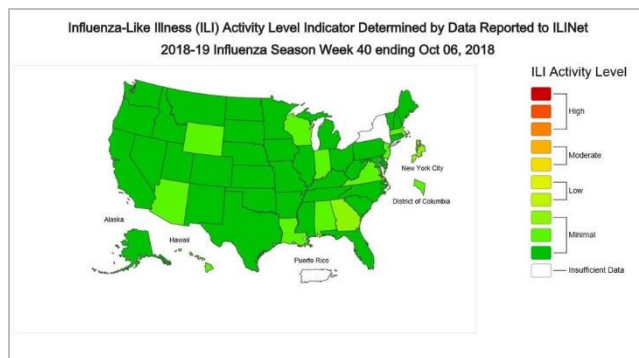 Influenza-Like Illness (ILI) Activity Level Indicator Determined by Data Reported to ILINet
2018-19 Influenza Season Week 40 ending Oct 06, 2018
ILI Activity Level
High
Moderate
Low
Minimal
Insufficient Data
New York City
District of Columbia
Alaska
Hawaii
Puerto Rico